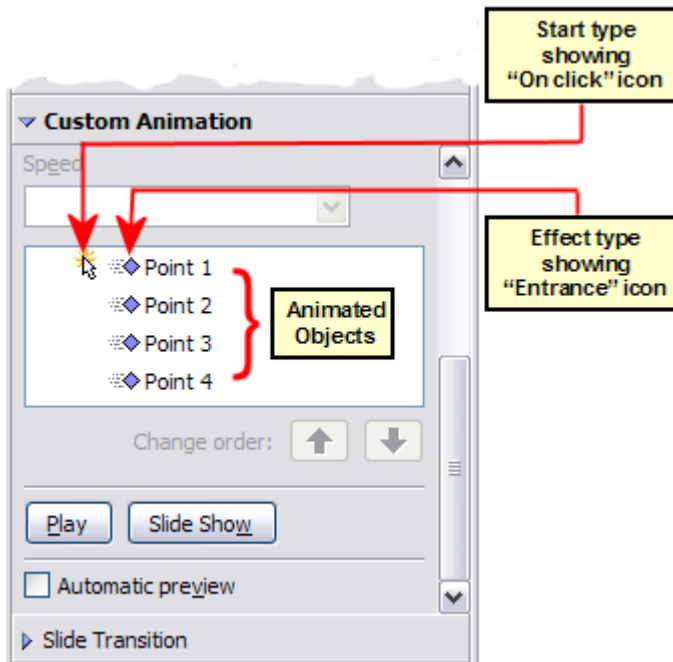 Start type
showing
“On click” icon
Custom Animation
Speed
Effect type
showing
“Entrance” icon
Point 1
Point 2
Point 3
Point 4
Animated
Objects
Change order:
Play
Slide Show
Automatic preview
Slide Transition